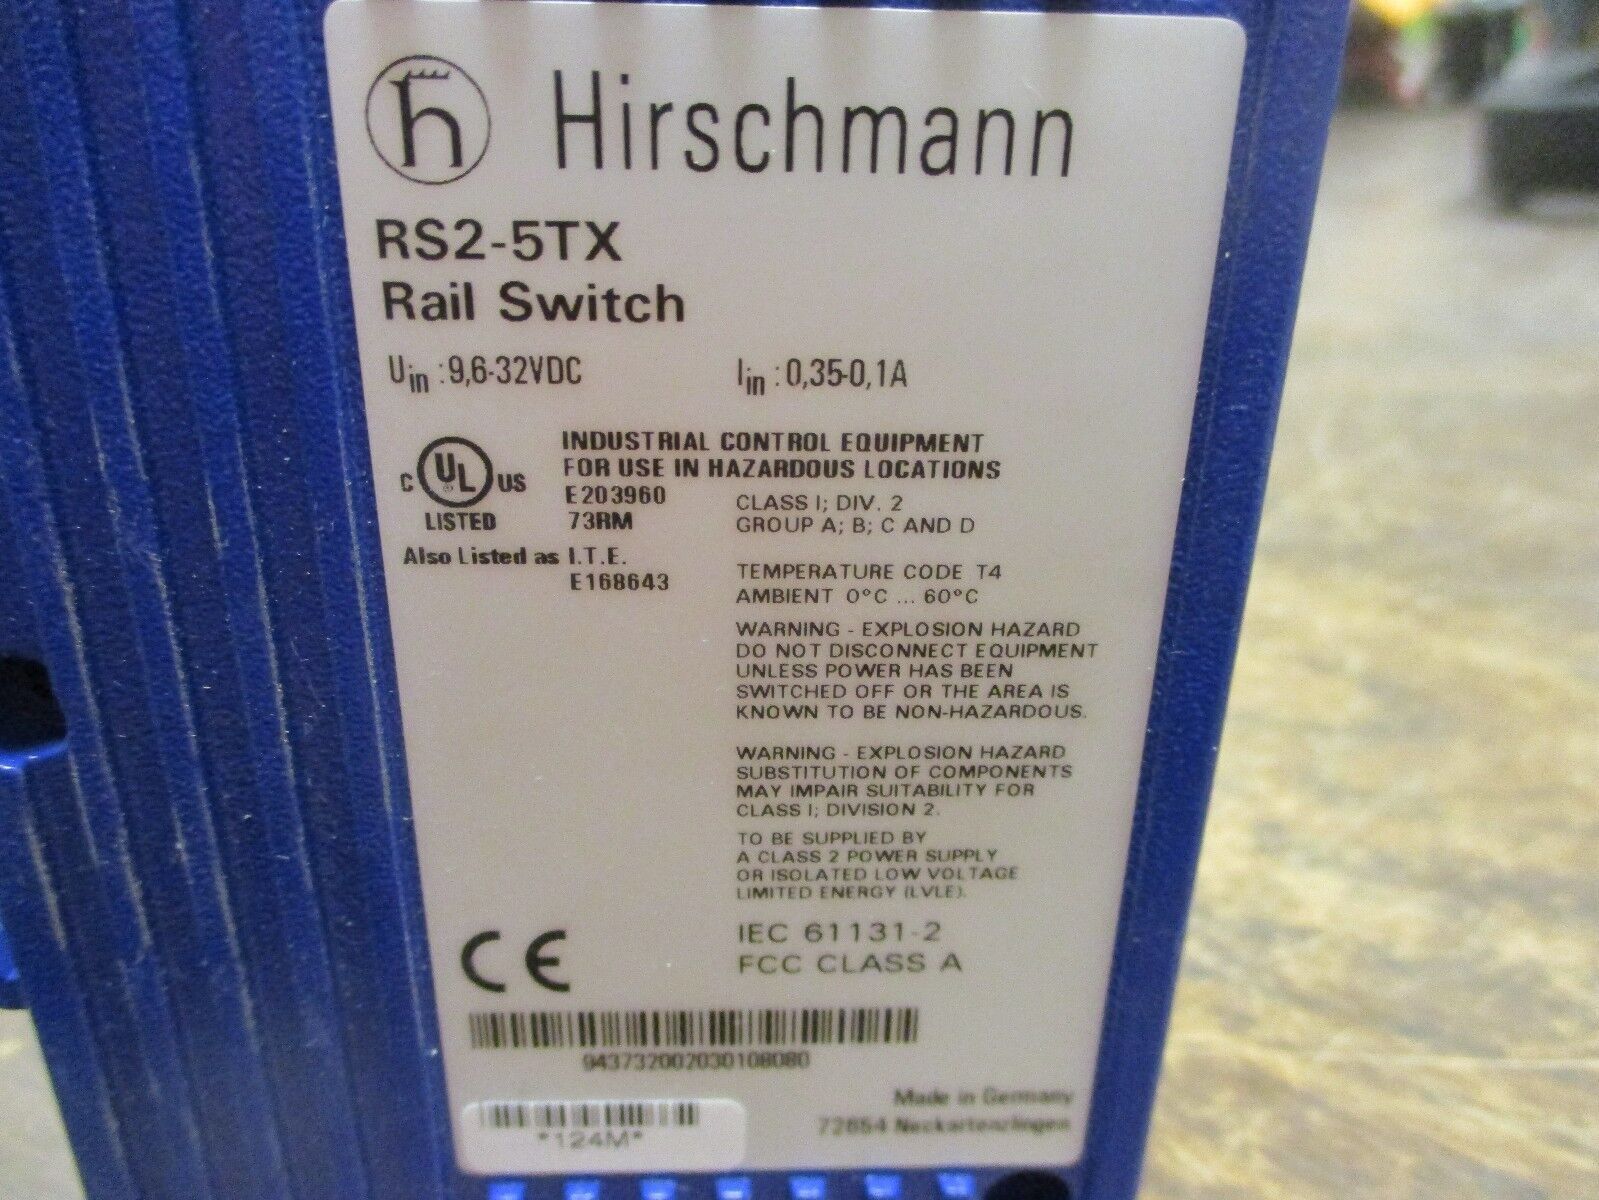 h Hirschmann
RS2-5TX
Rail Switch
Uin :9,6-32VDC Iin : 0,35-0,1A
INDUSTRIAL CONTROL EQUIPMENT
FOR USE IN HAZARDOUS LOCATIONS
C UL ® US
LISTED
E203960
73RM
Also Listed as I.T.E.
E168643
CLASS I; DIV. 2
GROUP A; B; C AND D
TEMPERATURE CODE T4
AMBIENT 0°C ... 60°C
WARNING - EXPLOSION HAZARD
DO NOT DISCONNECT EQUIPMENT
UNLESS POWER HAS BEEN
SWITCHED OFF OR THE AREA IS
KNOWN TO BE NON-HAZARDOUS.
WARNING - EXPLOSION HAZARD
SUBSTITUTION OF COMPONENTS
MAY IMPAIR SUITABILITY FOR
CLASS I; DIVISION 2.
TO BE SUPPLIED BY
A CLASS 2 POWER SUPPLY
OR ISOLATED LOW VOLTAGE
LIMITED ENERGY (LVLE).
CE
IEC 61131-2
FCC CLASS A
943732002030108080
Made in Germany
72654 Neckartenzlingen
*124M*